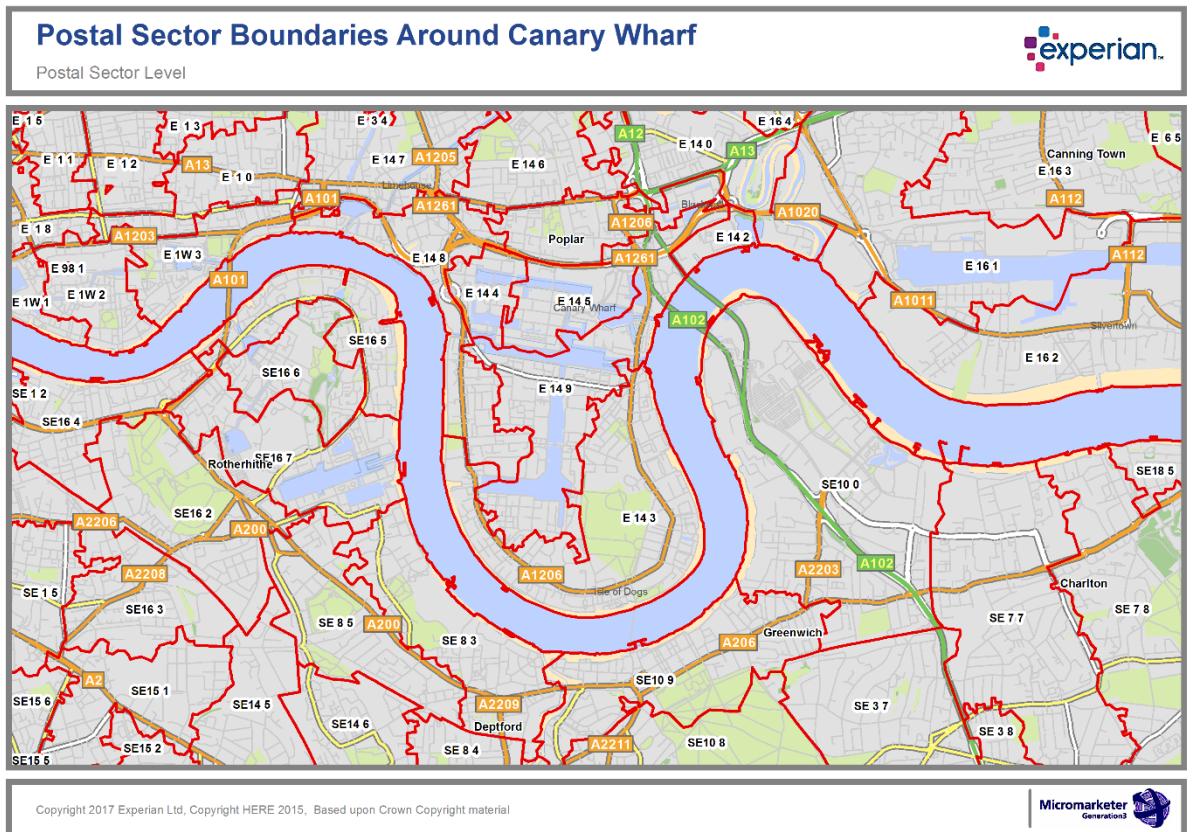 Postal Sector Boundaries Around Canary Wharf
Postal Sector Level
experian™
E 1 5
E 1 3
E 3 4
A12
E 14 0
E 16 4
E 6 5
E 1 1
E 1 2
A13
E 14 7
A1205
E 14 6
A13
Canning Town
E 1 0
Limehouse
E 16 3
A101
A1261
A112
E 1 8
A1203
Poplar
A1206
E 14 2
A1020
E 98 1
E 1W 3
E 14 8
A1261
A112
E 16 1
E 1W 1
E 1W 2
A101
E 14 4
E 14 5
Canary Wharf
A1011
A102
Silvertown
SE16 5
E 16 2
SE 1 2
SE16 6
E 14 9
SE16 4
Rotherhithe
SE16 7
SE18 5
SE10 0
SE16 2
E 14 3
A2206
A200
A2208
A1206
A2203
A102
Charlton
SE 1 5
SE16 3
Isle of Dogs
SE 8 5
A200
SE 8 3
A206
Greenwich
SE 7 7
SE 7 8
A2
SE10 9
SE15 6
SE15 1
SE14 5
A2209
SE 3 7
SE14 6
Deptford
SE 3 8
SE15 2
SE 8 4
A2211
SE10 8
SE15 5
Copyright 2017 Experian Ltd, Copyright HERE 2015, Based upon Crown Copyright material
Micromarketer
Generation3